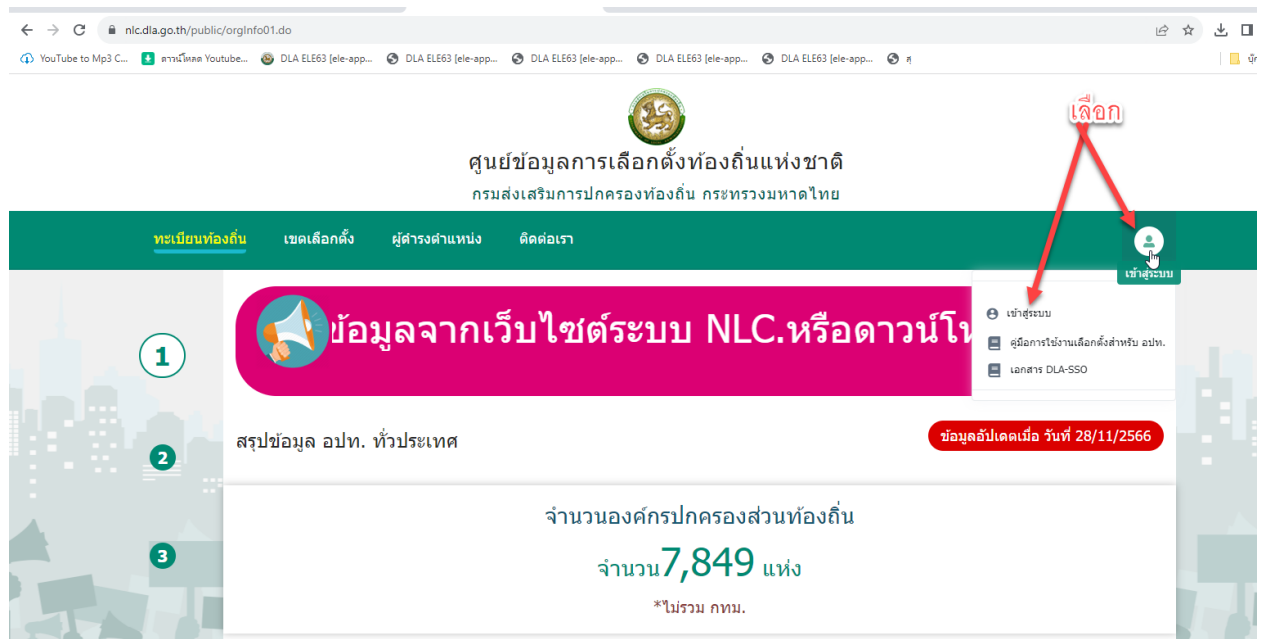 nlc.dla.go.th/public/orgInfo01.do
YouTube to Mp3 C... ดาวน์โหลด Youtube... DLA ELE63 [ele-app... DLA ELE63 [ele-app... DLA ELE63 [ele-app... DLA ELE63 [ele-app... DLA ELE63 [ele-app...
เลือก
ศูนย์ข้อมูลการเลือกตั้งท้องถิ่นแห่งชาติ
กรมส่งเสริมการปกครองท้องถิ่น กระทรวงมหาดไทย
ทะเบียนท้องถิ่น เขตเลือกตั้ง ผู้ดำรงตำแหน่ง ติดต่อเรา
เข้าสู่ระบบ
ข้อมูลจากเว็บไซต์ระบบ NLC.หรือดาวน์โห
เข้าสู่ระบบ
คู่มือการใช้งานเลือกตั้งสำหรับ อปท.
เอกสาร DLA-SSO
1
สรุปข้อมูล อปท. ทั่วประเทศ
ข้อมูลอัปเดตเมื่อ วันที่ 28/11/2566
2
จำนวนองค์กรปกครองส่วนท้องถิ่น
3
จำนวน7,849 แห่ง
*ไม่รวม กทม.